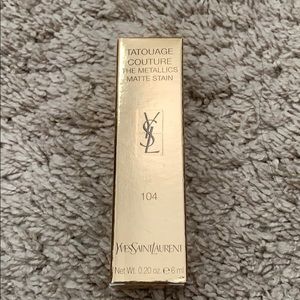 TATOUAGE
COUTURE
THE METALLICS
MATTE STAIN
YSL
104
YVESSAINTLAURENT
Net Wt. 0.20 oz. ℮ 6 ml